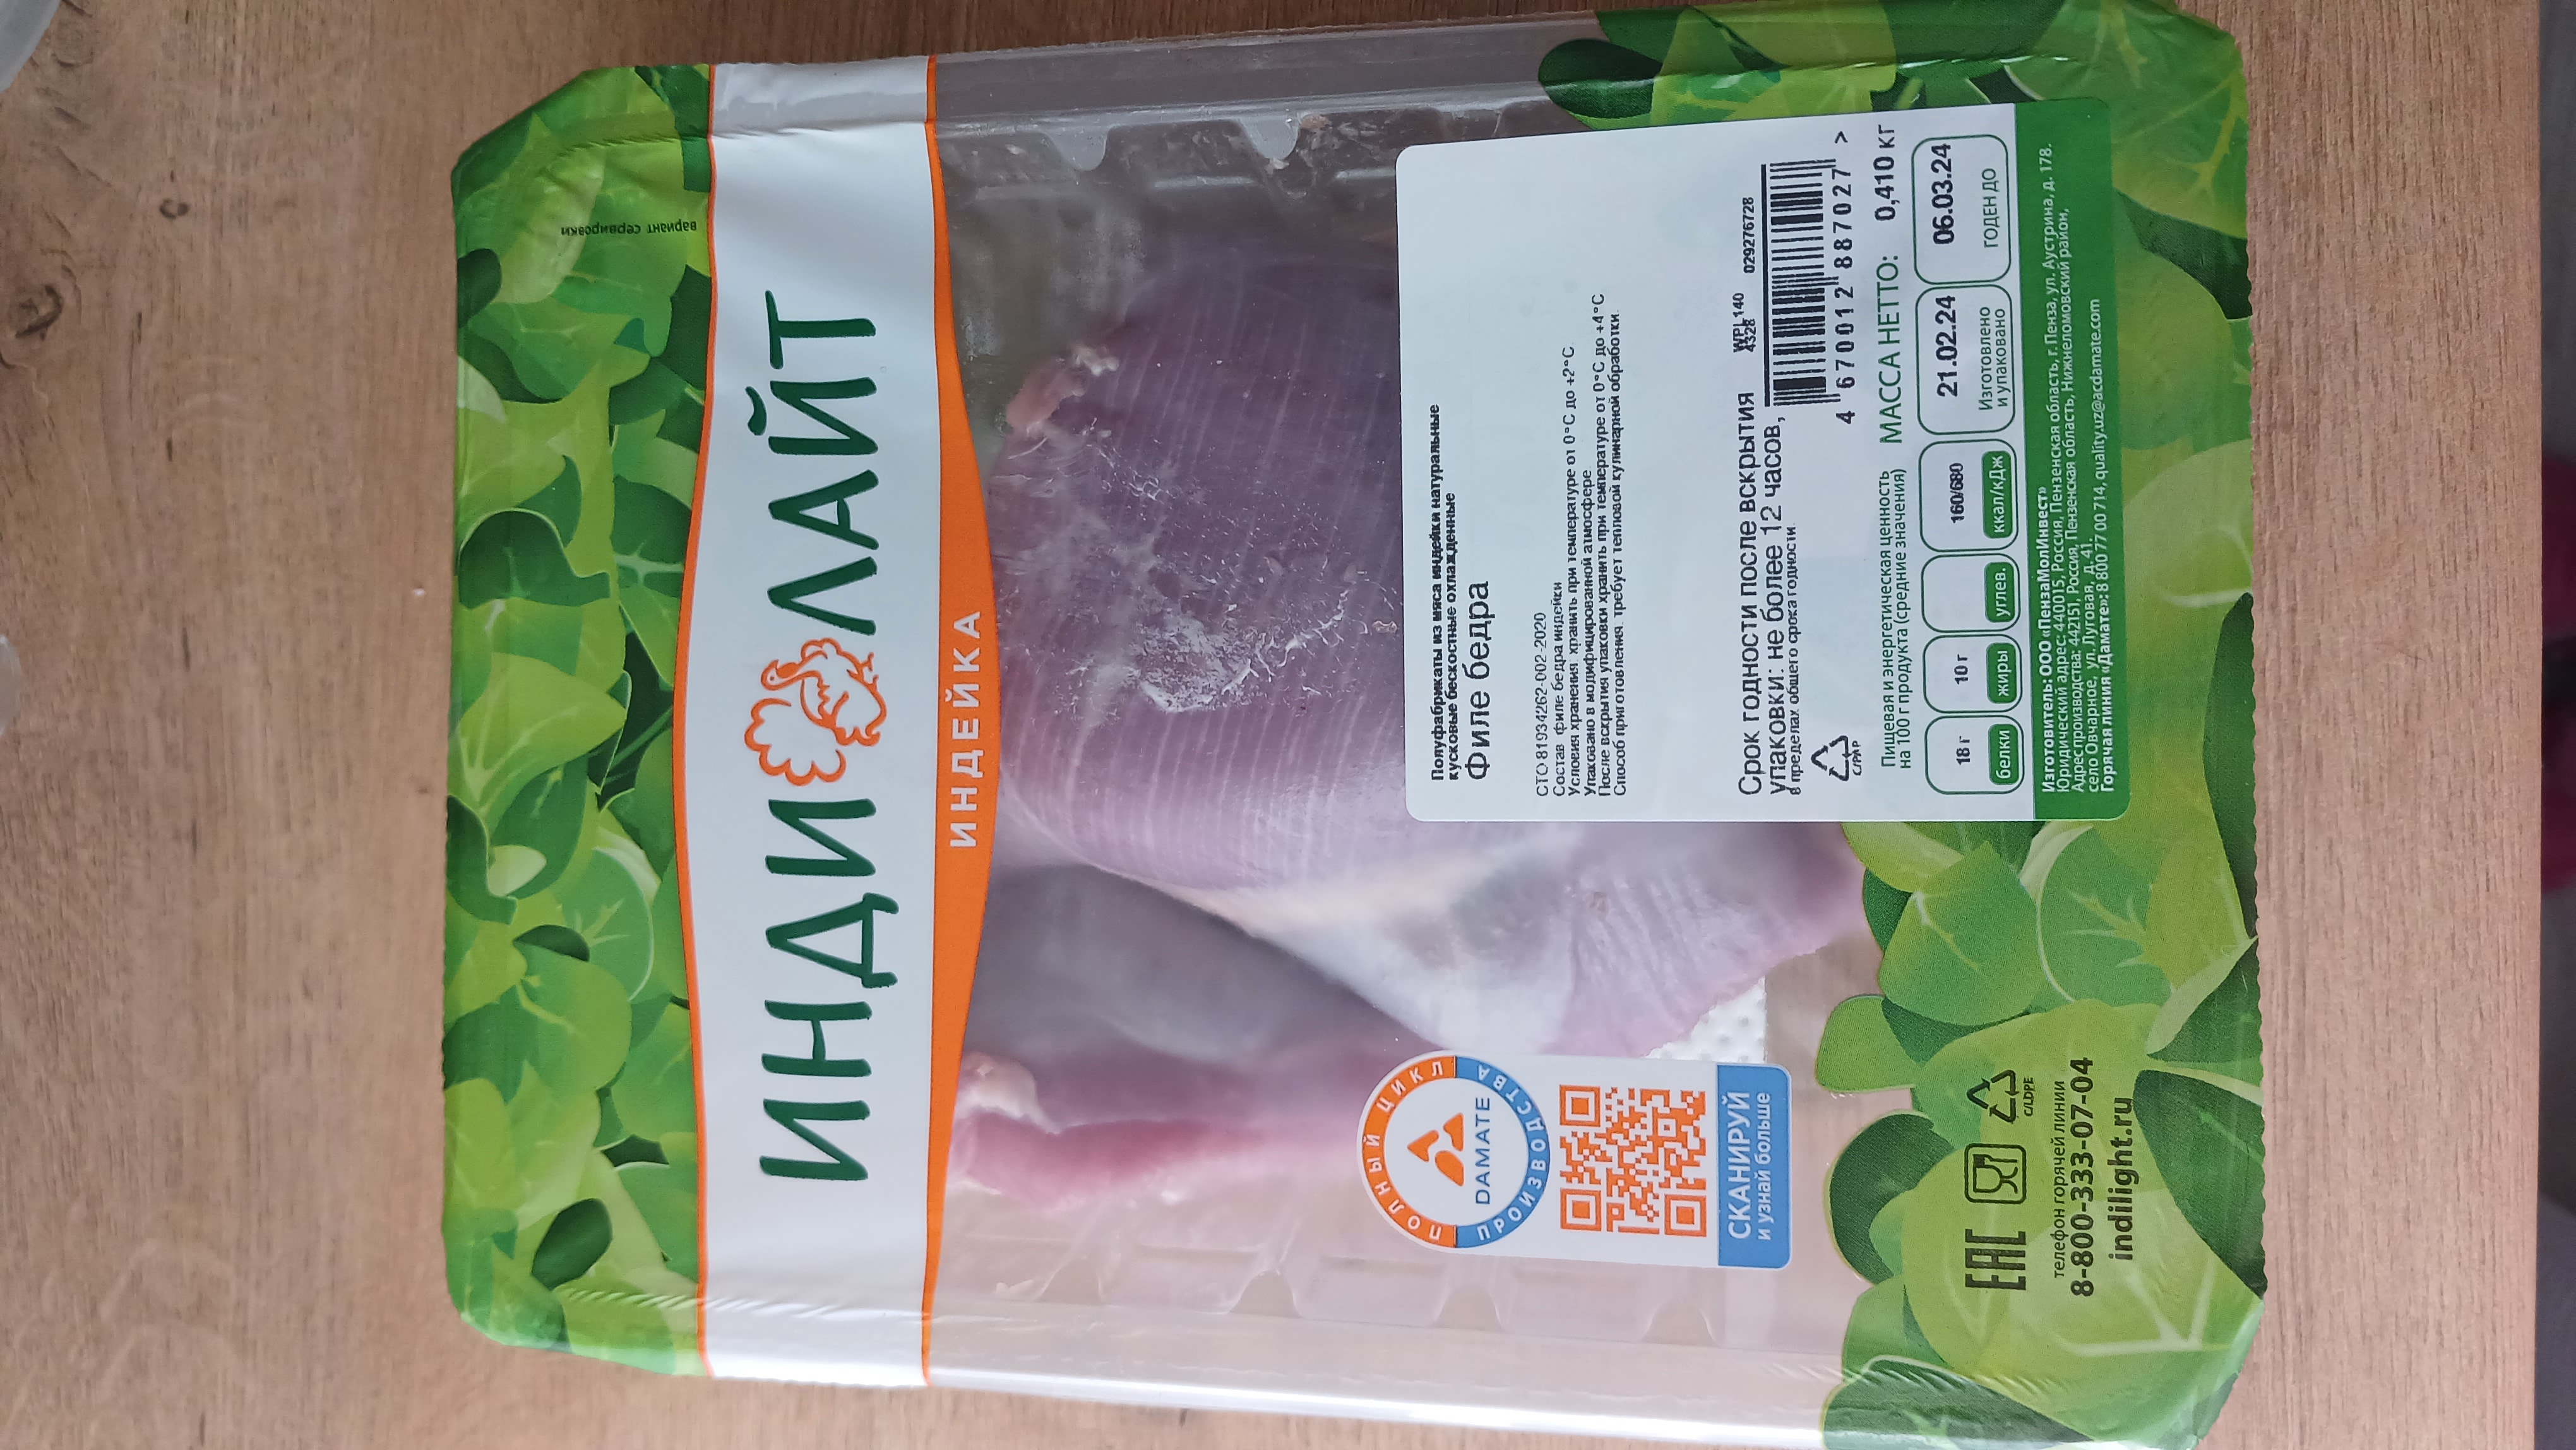 вариант сервировки
ИНДИЛАЙТ
ИНДЕЙКА
Полуфабрикаты из мяса индейки натуральные
кусковые бескостные охлажденные
Филе бедра
СТО 81934262-002-2020
Состав: филе бедра индейки
Условия хранения: хранить при температуре от 0°С до +2°С
Упаковано в модифицированной атмосфере
После вскрытия упаковки хранить при температуре от 0°С до +4°С
Способ приготовления: требует тепловой кулинарной обработки.
Срок годности после вскрытия
упаковки: не более 12 часов,
в пределах общего срока годности
WPL 140
4328
029276728
4 670012 887027 >
C/PAP
Пищевая и энергетическая ценность
на 100 г продукта (средние значения)
МАССА НЕТТО: 0,410 кг
18 г 10 г 160/680 21.02.24 06.03.24
белки жиры углев. ккал/кДж Изготовлено
и упаковано ГОДЕН ДО
Изготовитель: ООО «ПензаМолИнвест»
Юридический адрес: 440015, Россия, Пензенская область, г. Пенза, ул. Аустрина, д. 178.
Адрес производства: 442151, Россия, Пензенская область, Нижнеломовский район,
село Овчарное, ул. Луговая, д. 41.
Горячая линия «Дамате»: 8 800 77 00 714, quality.uz@acdamate.com
ПОЛНЫЙ ЦИКЛ
DAMATE
ПРОИЗВОДСТВА
СКАНИРУЙ
и узнай больше
EAC
C/LDPE
телефон горячей линии
8-800-333-07-04
indilight.ru